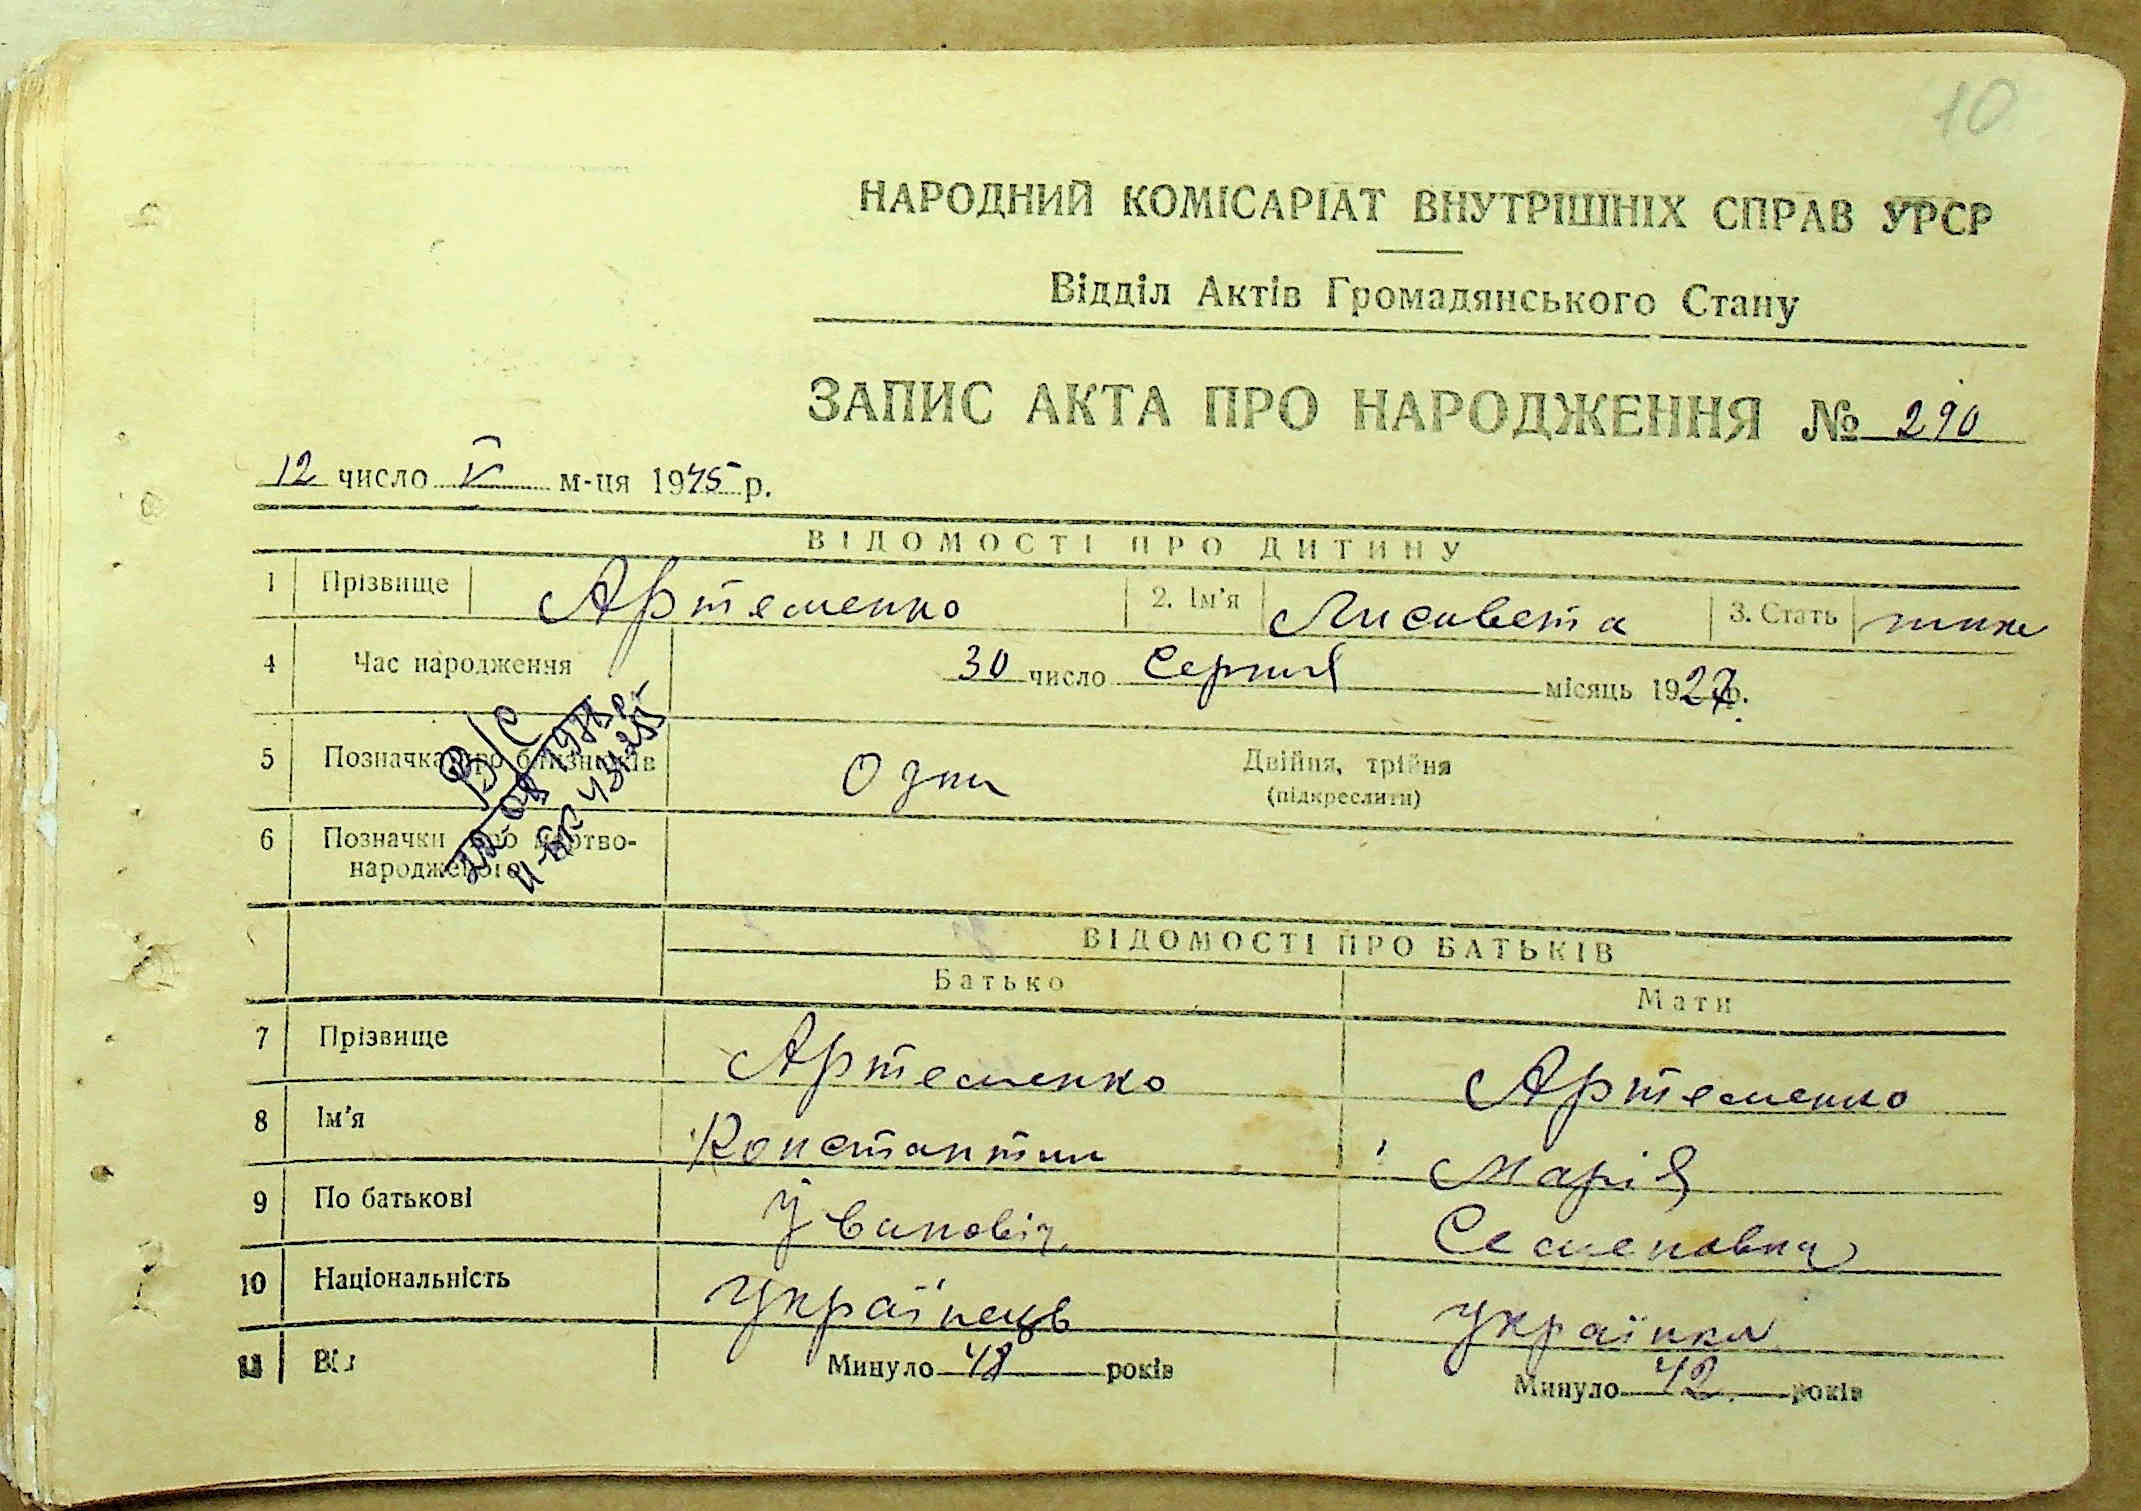 10
НАРОДНИЙ КОМІСАРІАТ ВНУТРІШНІХ СПРАВ УРСР
Відділ Актів Громадянського Стану
ЗАПИС АКТА ПРО НАРОДЖЕННЯ № 290
12 число V м-ця 1945 р.
ВІДОМОСТІ ПРО ДИТИНУ
1 Прізвище Артеменко 2. Ім'я Лисавета 3. Стать
4 Час народження 30 число Серпня місяць 1927 р.
5 Позначка про близнюків Одна Двійня, трійня
(підкреслити)
В/С
6 Позначки про мертво-
народженого
ВІДОМОСТІ ПРО БАТЬКІВ
Батько Мати
7 Прізвище Артеменко Артеменко
8 Ім'я Константин Марія
9 По батькові Йвановіч Семеновна
10 Національність Українець Українка
11 Вік Минуло 48 років Минуло 42 років